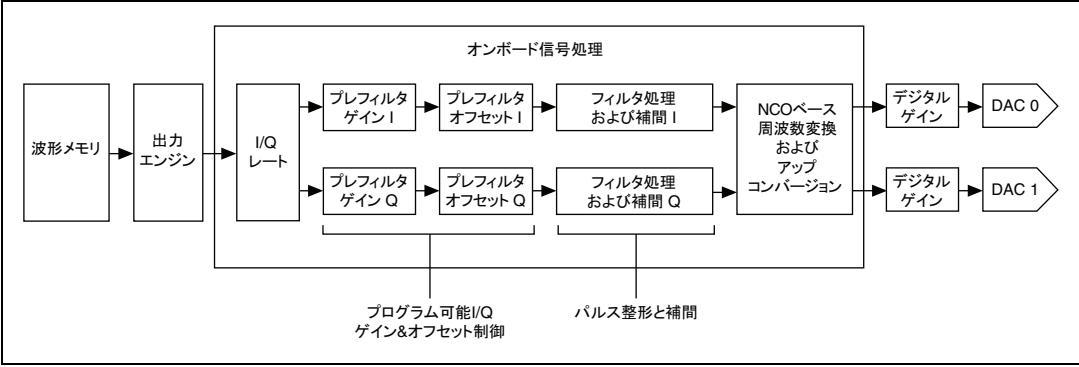 オンボード信号処理
波形メモリ
出力
エンジン
I/Q
レート
プレフィルタ
ゲイン I
プレフィルタ
オフセット I
フィルタ処理
および補間 I
NCOベース
周波数変換
および
アップ
コンバージョン
デジタル
ゲイン
DAC 0
プレフィルタ
ゲイン Q
プレフィルタ
オフセット Q
フィルタ処理
および補間 Q
デジタル
ゲイン
DAC 1
プログラム可能I/Q
ゲイン&オフセット制御
パルス整形と補間